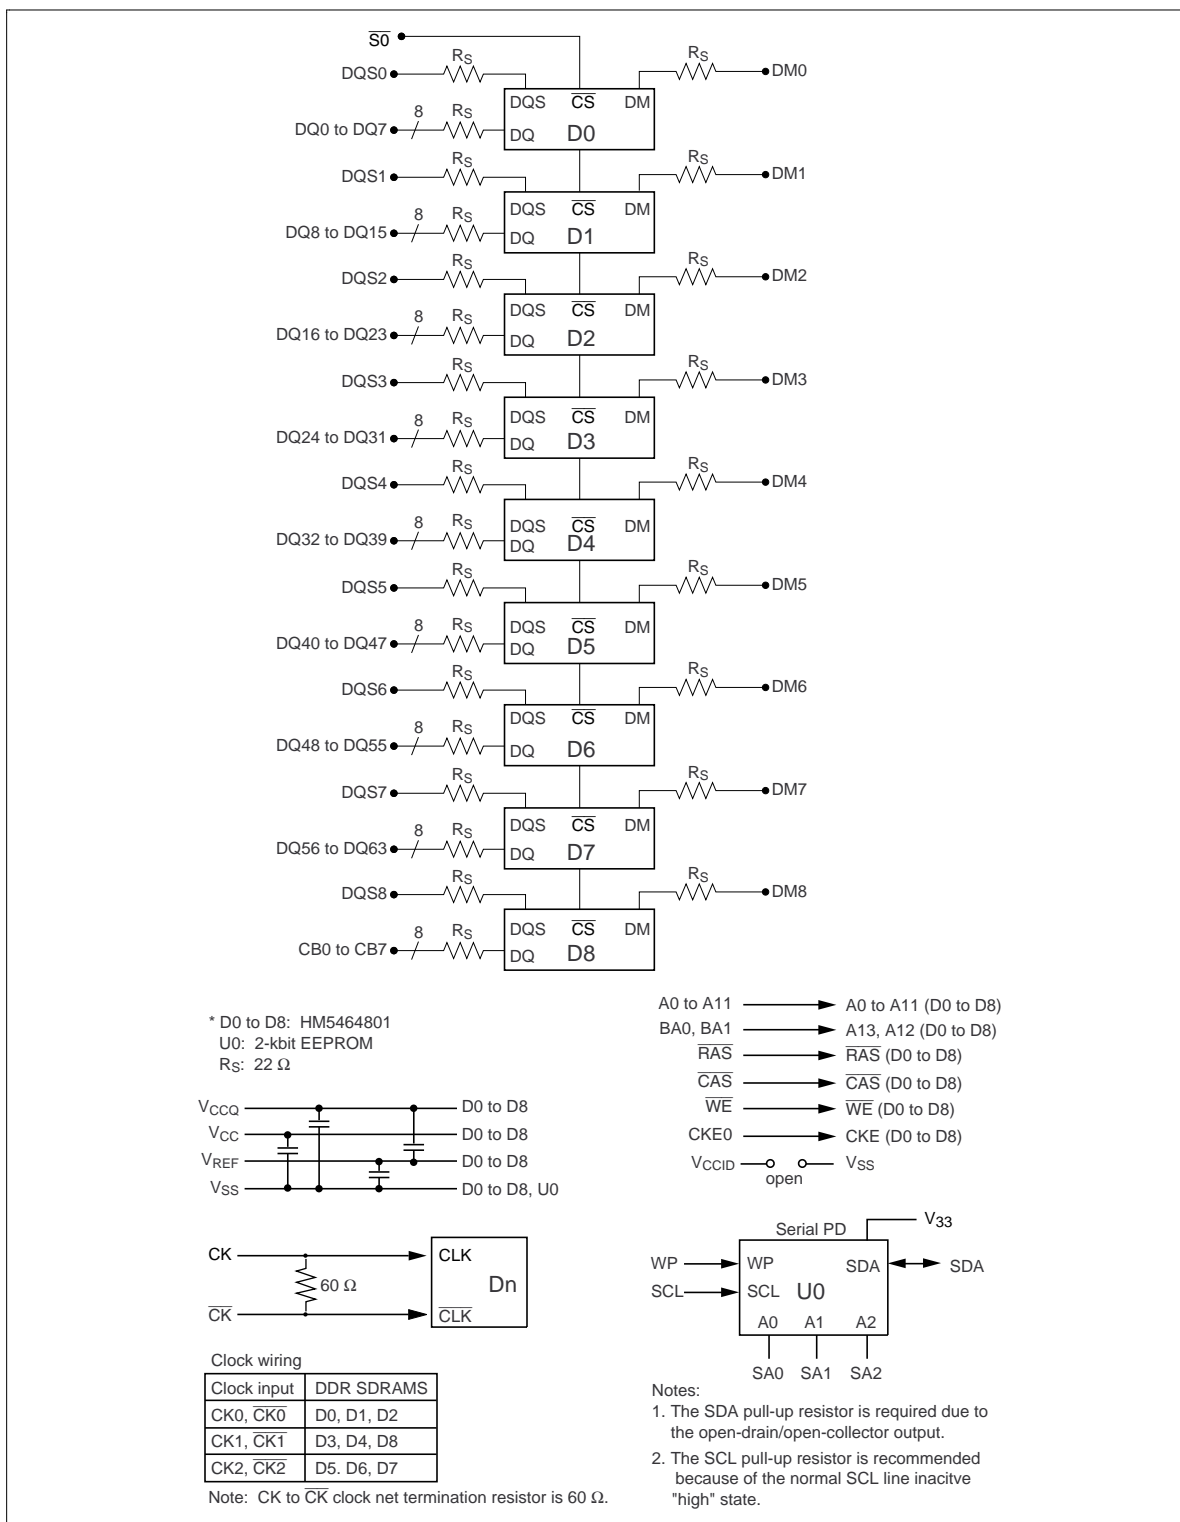 S0
RS RS
DQS0 DM0
DQS CS DM
8
DQ0 to DQ7 RS DQ D0
RS RS
DQS1 DM1
DQS CS DM
8
DQ8 to DQ15 RS DQ D1
RS RS
DQS2 DM2
DQS CS DM
8
DQ16 to DQ23 RS DQ D2
RS RS
DQS3 DM3
DQS CS DM
8
DQ24 to DQ31 RS DQ D3
RS RS
DQS4 DM4
DQS CS DM
8
DQ32 to DQ39 RS DQ D4
RS RS
DQS5 DM5
DQS CS DM
8
DQ40 to DQ47 RS DQ D5
RS RS
DQS6 DM6
DQS CS DM
8
DQ48 to DQ55 RS DQ D6
RS RS
DQS7 DM7
DQS CS DM
8
DQ56 to DQ63 RS DQ D7
RS RS
DQS8 DM8
DQS CS DM
8
CB0 to CB7 RS DQ D8
* D0 to D8: HM5464801
U0: 2-kbit EEPROM
RS: 22 Ω
A0 to A11 A0 to A11 (D0 to D8)
BA0, BA1 A13, A12 (D0 to D8)
RAS RAS (D0 to D8)
CAS CAS (D0 to D8)
WE WE (D0 to D8)
CKE0 CKE (D0 to D8)
VCCID open VSS
VCCQ D0 to D8
VCC D0 to D8
VREF D0 to D8
VSS D0 to D8, U0
CK CLK
60 Ω Dn
CK CLK
Serial PD V33
WP WP SDA SDA
SCL SCL U0
A0 A1 A2
SA0 SA1 SA2
Clock wiring
Clock input DDR SDRAMS
CK0, CK0 D0, D1, D2
CK1, CK1 D3, D4, D8
CK2, CK2 D5. D6, D7
Note: CK to CK clock net termination resistor is 60 Ω.
Notes:
1. The SDA pull-up resistor is required due to
the open-drain/open-collector output.
2. The SCL pull-up resistor is recommended
because of the normal SCL line inacitve
"high" state.